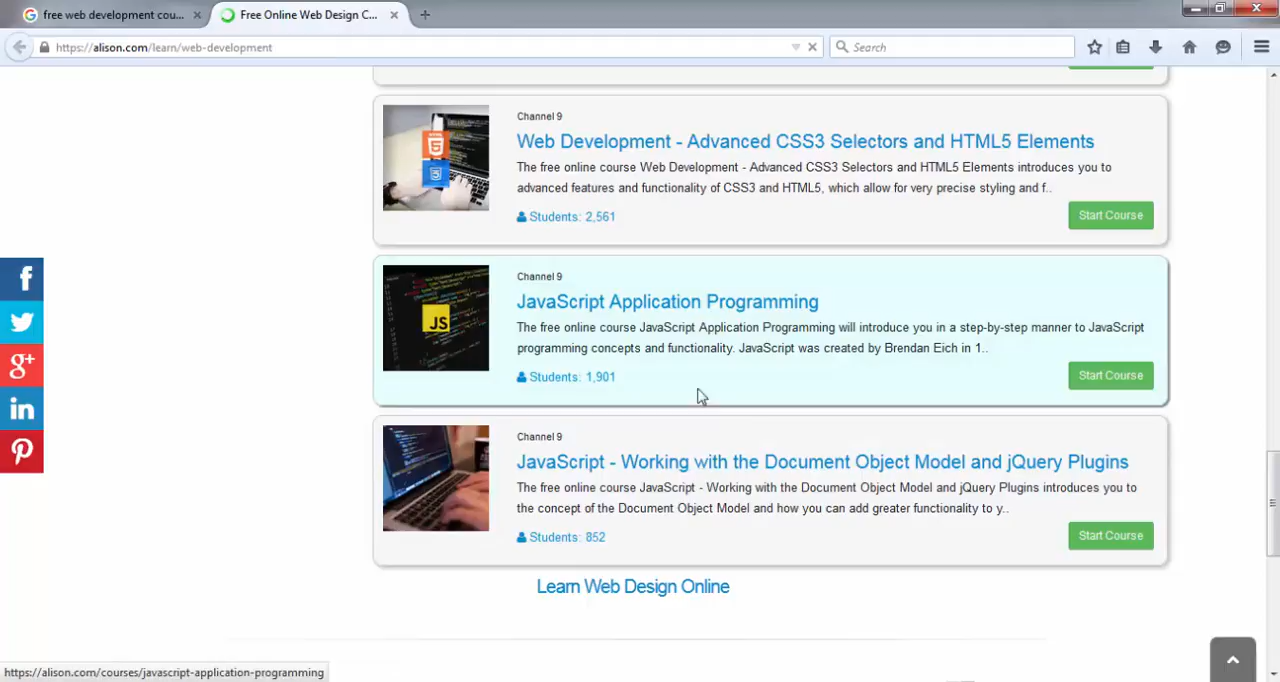 free web development cou...
Free Online Web Design C...
https://alison.com/learn/web-development
Search
Channel 9
Web Development - Advanced CSS3 Selectors and HTML5 Elements
The free online course Web Development - Advanced CSS3 Selectors and HTML5 Elements introduces you to
advanced features and functionality of CSS3 and HTML5, which allow for very precise styling and f..
Students: 2,561
Start Course
Channel 9
JavaScript Application Programming
The free online course JavaScript Application Programming will introduce you in a step-by-step manner to JavaScript
programming concepts and functionality. JavaScript was created by Brendan Eich in 1..
Students: 1,901
Start Course
JS
Channel 9
JavaScript - Working with the Document Object Model and jQuery Plugins
The free online course JavaScript - Working with the Document Object Model and jQuery Plugins introduces you to
the concept of the Document Object Model and how you can add greater functionality to y..
Students: 852
Start Course
Learn Web Design Online
https://alison.com/courses/javascript-application-programming